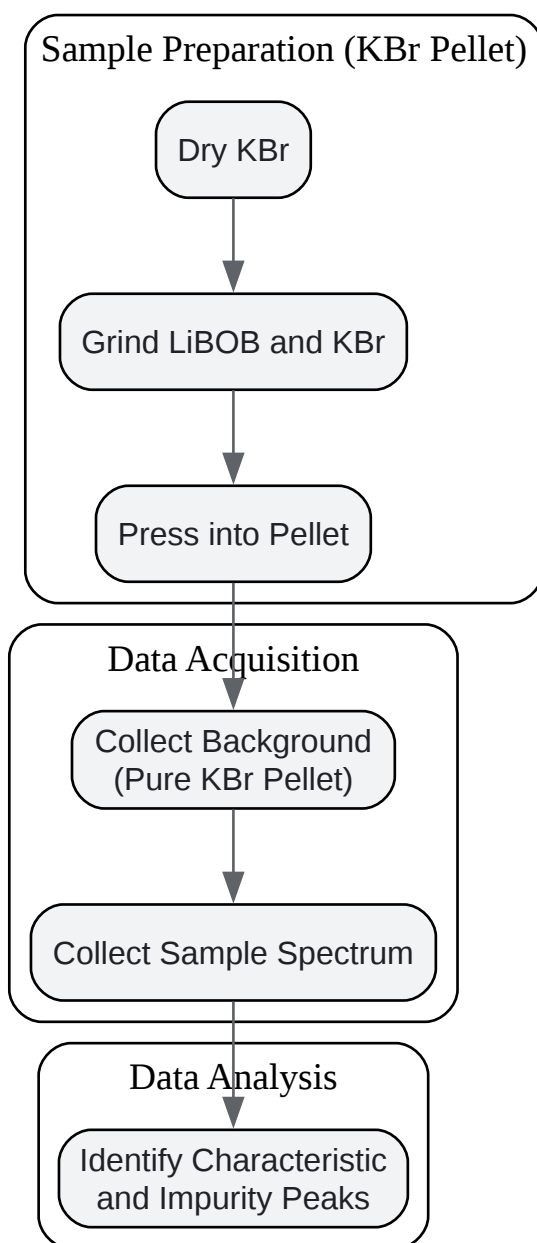 Sample Preparation (KBr Pellet)
Dry KBr
Grind LiBOB and KBr
Press into Pellet
Data Acquisition
Collect Background
(Pure KBr Pellet)
Collect Sample Spectrum
Data Analysis
Identify Characteristic
and Impurity Peaks